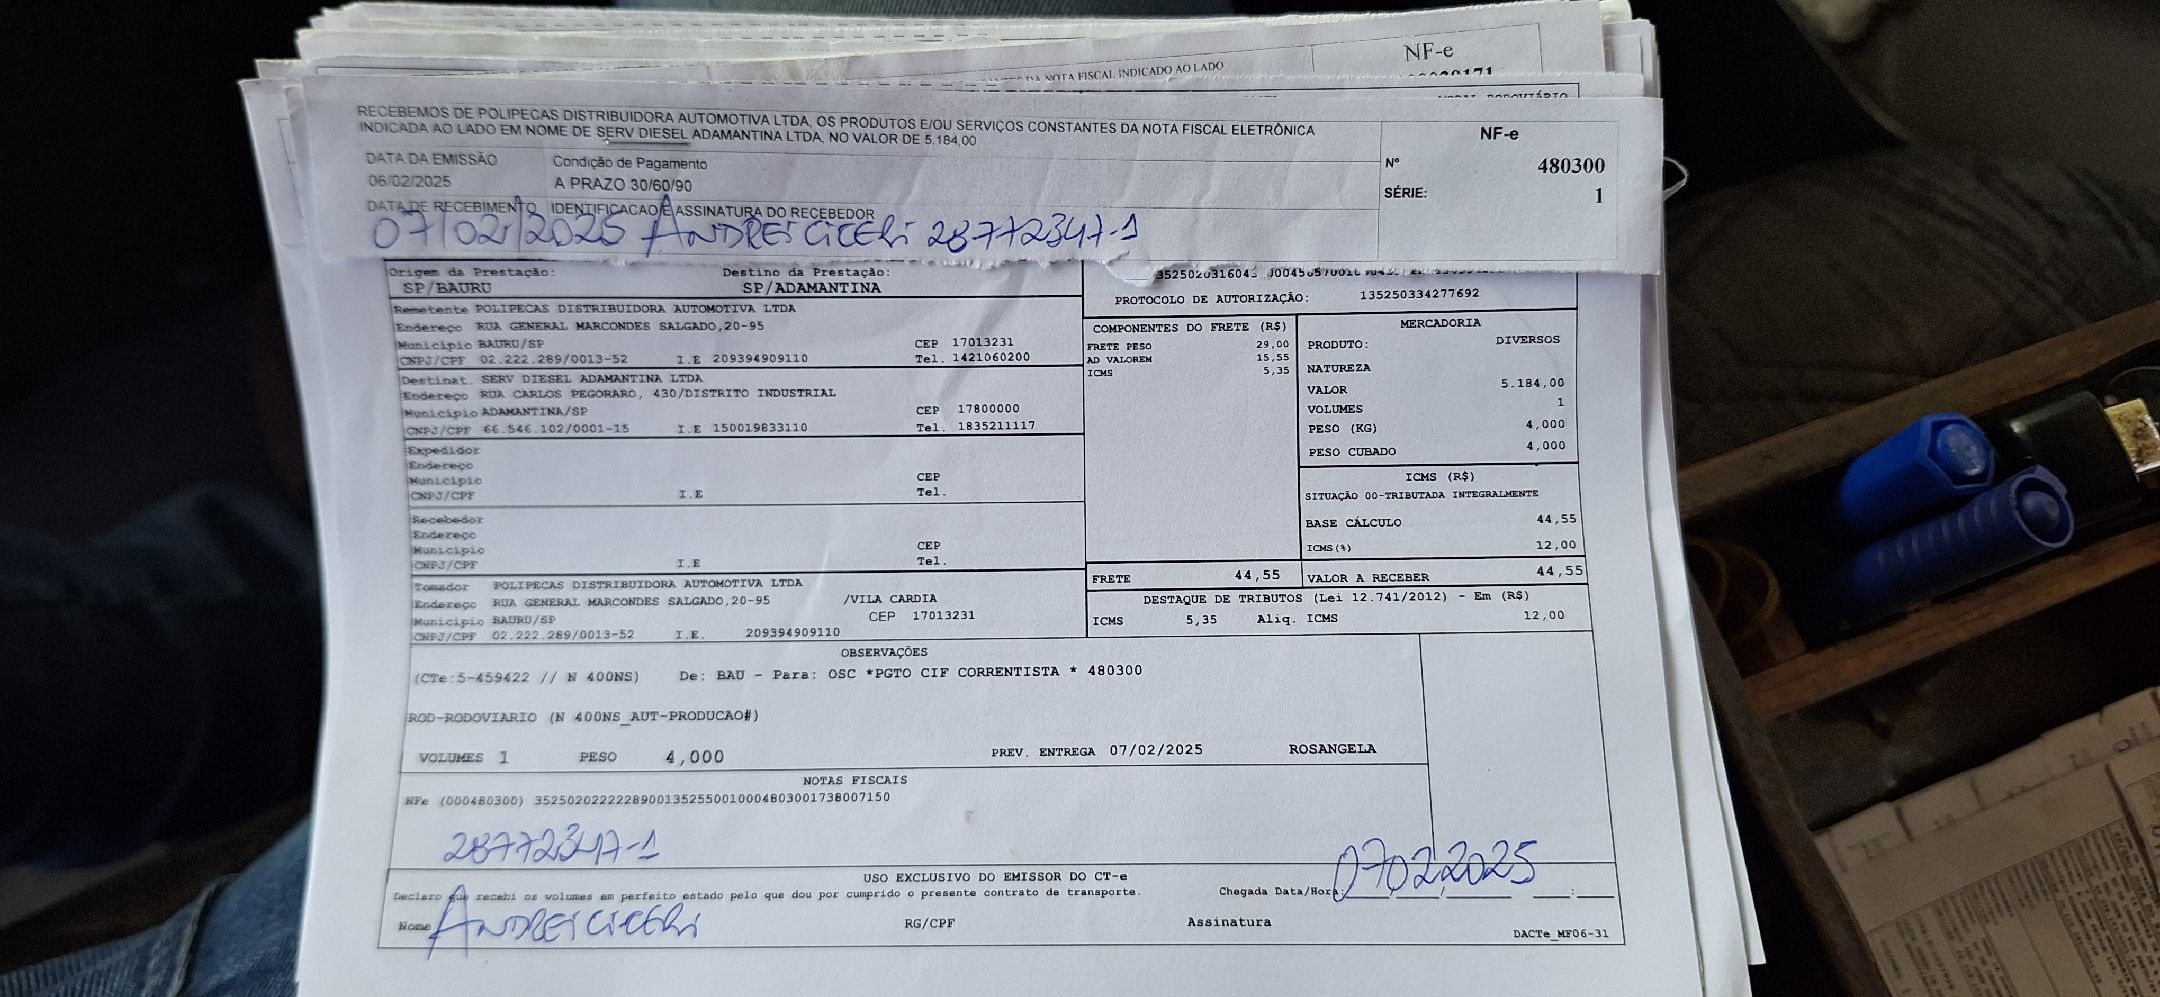 DA NOTA FISCAL INDICADO AO LADO
NF-e
RECEBEMOS DE POLIPECAS DISTRIBUIDORA AUTOMOTIVA LTDA, OS PRODUTOS E/OU SERVIÇOS CONSTANTES DA NOTA FISCAL ELETRÔNICA
INDICADA AO LADO EM NOME DE SERV DIESEL ADAMANTINA LTDA, NO VALOR DE 5.184,00
NF-e
Nº 480300
SÉRIE: 1
DATA DA EMISSÃO Condição de Pagamento
06/02/2025 A PRAZO 30/60/90
DATA DE RECEBIMENTO IDENTIFICACAO E ASSINATURA DO RECEBEDOR
07/02/2025 ANDREI CICERI 28772347-1
Origem da Prestação: Destino da Prestação:
SP/BAURU SP/ADAMANTINA
PROTOCOLO DE AUTORIZAÇÃO: 135250334277692
Remetente POLIPECAS DISTRIBUIDORA AUTOMOTIVA LTDA
Endereço RUA GENERAL MARCONDES SALGADO,20-95
Município BAURU/SP CEP 17013231
CNPJ/CPF 02.222.289/0013-52 I.E 209394909110 Tel. 1421060200
Destinat. SERV DIESEL ADAMANTINA LTDA
Endereço RUA CARLOS PEGORARO, 430/DISTRITO INDUSTRIAL
Município ADAMANTINA/SP CEP 17800000
CNPJ/CPF 66.546.102/0001-15 I.E 150019833110 Tel. 1835211117
Expedidor
Endereço
Município CEP
CNPJ/CPF I.E Tel.
Recebedor
Endereço
Município CEP
CNPJ/CPF I.E Tel.
Tomador POLIPECAS DISTRIBUIDORA AUTOMOTIVA LTDA
Endereço RUA GENERAL MARCONDES SALGADO,20-95 /VILA CARDIA
Município BAURU/SP CEP 17013231
CNPJ/CPF 02.222.289/0013-52 I.E. 209394909110
COMPONENTES DO FRETE (R$)
FRETE PESO 29,00
AD VALOREM 15,55
ICMS 5,35
MERCADORIA
PRODUTO: DIVERSOS
NATUREZA
VALOR 5.184,00
VOLUMES 1
PESO (KG) 4,000
PESO CUBADO 4,000
ICMS (R$)
SITUAÇÃO 00-TRIBUTADA INTEGRALMENTE
BASE CÁLCULO 44,55
ICMS(%) 12,00
FRETE 44,55 VALOR A RECEBER 44,55
DESTAQUE DE TRIBUTOS (Lei 12.741/2012) - Em (R$)
ICMS 5,35 Aliq. ICMS 12,00
OBSERVAÇÕES
(CTe:5-459422 // N 400NS) De: BAU - Para: OSC *PGTO CIF CORRENTISTA * 480300
ROD-RODOVIARIO (N 400NS_AUT-PRODUCAO#)
VOLUMES 1 PESO 4,000 PREV. ENTREGA 07/02/2025 ROSANGELA
NOTAS FISCAIS
NFe (000480300) 35250202222289001352550010004803001738007150
28772347-1
07022025
USO EXCLUSIVO DO EMISSOR DO CT-e
Declaro que recebi os volumes em perfeito estado pelo que dou por cumprido o presente contrato de transporte. Chegada Data/Hora:
Nome ANDREI CICERI RG/CPF Assinatura
DACTe_MF06-31